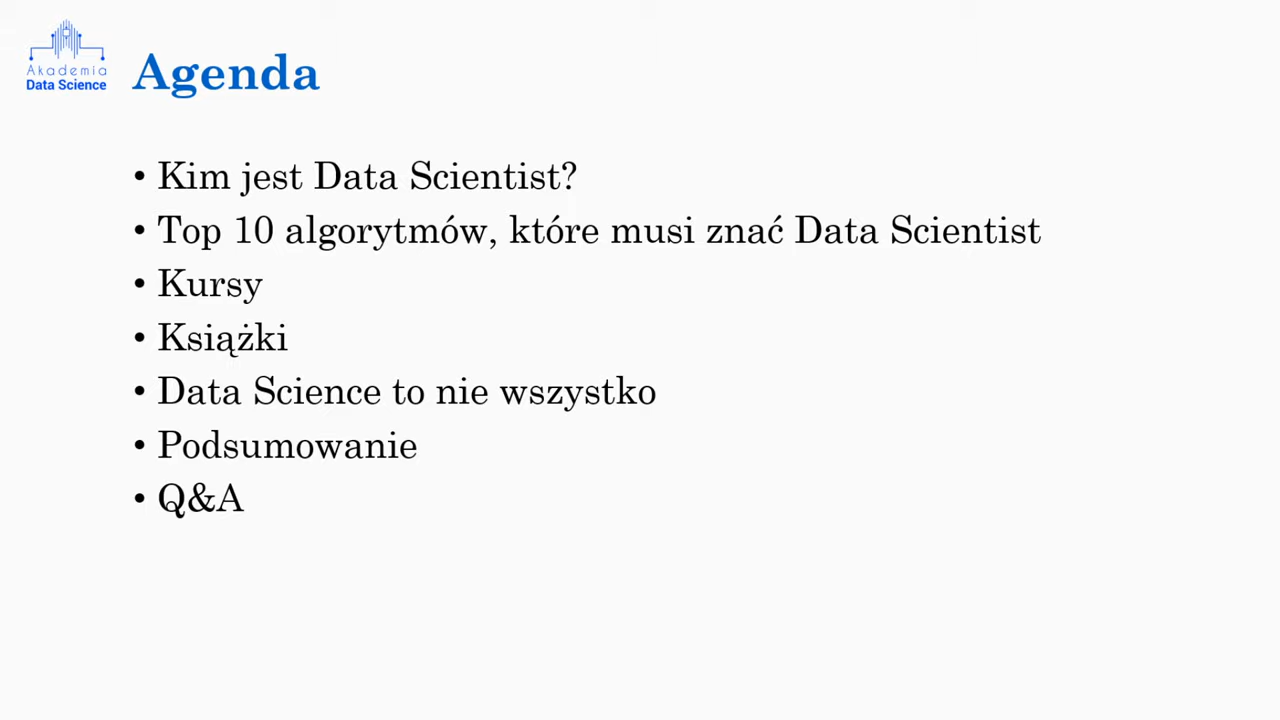 Akademia
Data Science
Agenda
• Kim jest Data Scientist?
• Top 10 algorytmów, które musi znać Data Scientist
• Kursy
• Książki
• Data Science to nie wszystko
• Podsumowanie
• Q&A